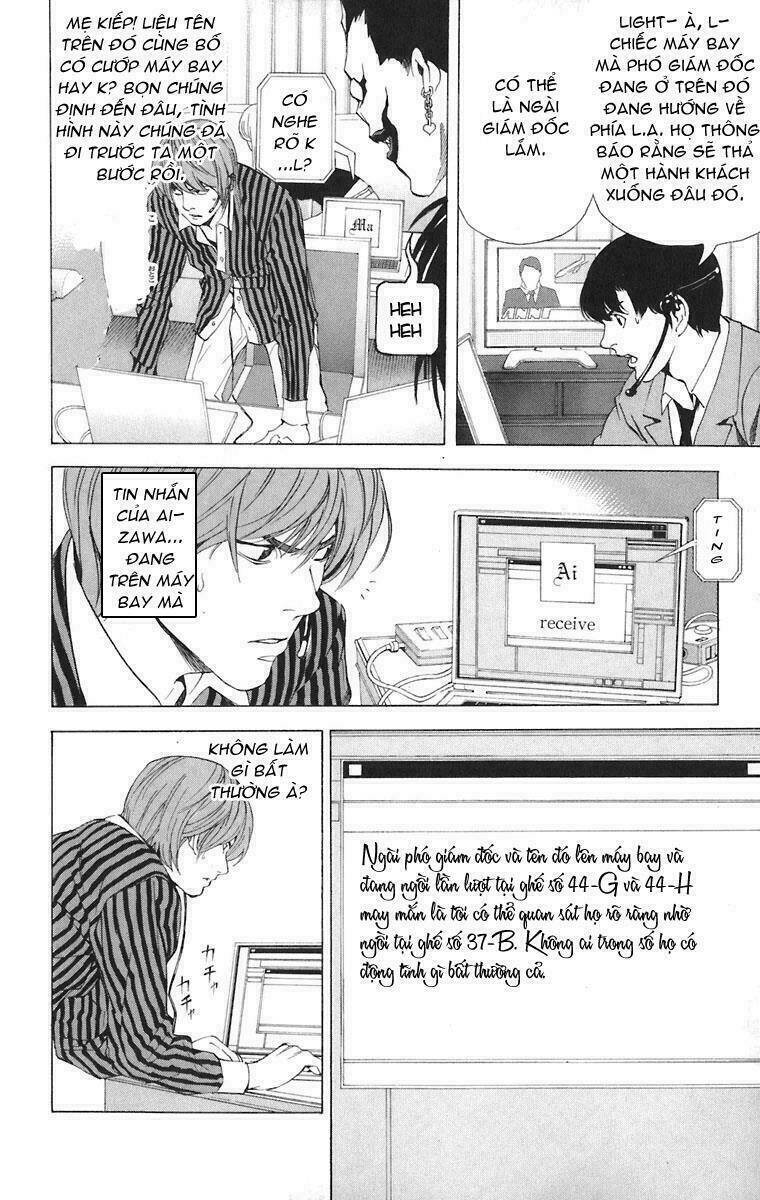 LIGHT- À, L-
CHIẾC MÁY BAY
MÀ PHÓ GIÁM ĐỐC
ĐANG Ở TRÊN ĐÓ
ĐANG HƯỚNG VỀ
PHÍA L.A. HỌ THÔNG
BÁO RẰNG SẼ THẢ
MỘT HÀNH KHÁCH
XUỐNG ĐÂU ĐÓ.
CÓ THỂ
LÀ NGÀI
GIÁM ĐỐC
LẮM.
ANNI
CÓ
NGHE
RÕ K
...L?
MẸ KIẾP! LIỆU TÊN
TRÊN ĐÓ CÙNG BỐ
CÓ CƯỚP MÁY BAY
HAY K? BỌN CHÚNG
ĐỊNH ĐẾN ĐÂU, TÌNH
HÌNH NÀY CHÚNG ĐÃ
ĐI TRƯỚC TA MỘT
BƯỚC RỒI.
Ma
HEH
HEH
TING
Ai
receive
TIN NHẮN
CỦA AI-
ZAWA...
ĐANG
TRÊN MÁY
BAY MÀ
Ngài phó giám đốc và tên đó lên máy bay và
đang ngồi lần lượt tại ghế số 44-G và 44-H
may mắn là tôi có thể quan sát họ rõ ràng nhờ
ngồi tại ghế số 37-B. Không ai trong số họ có
động tĩnh gì bất thường cả.
KHÔNG LÀM
GÌ BẤT
THƯỜNG À?
カチッ
カチッ